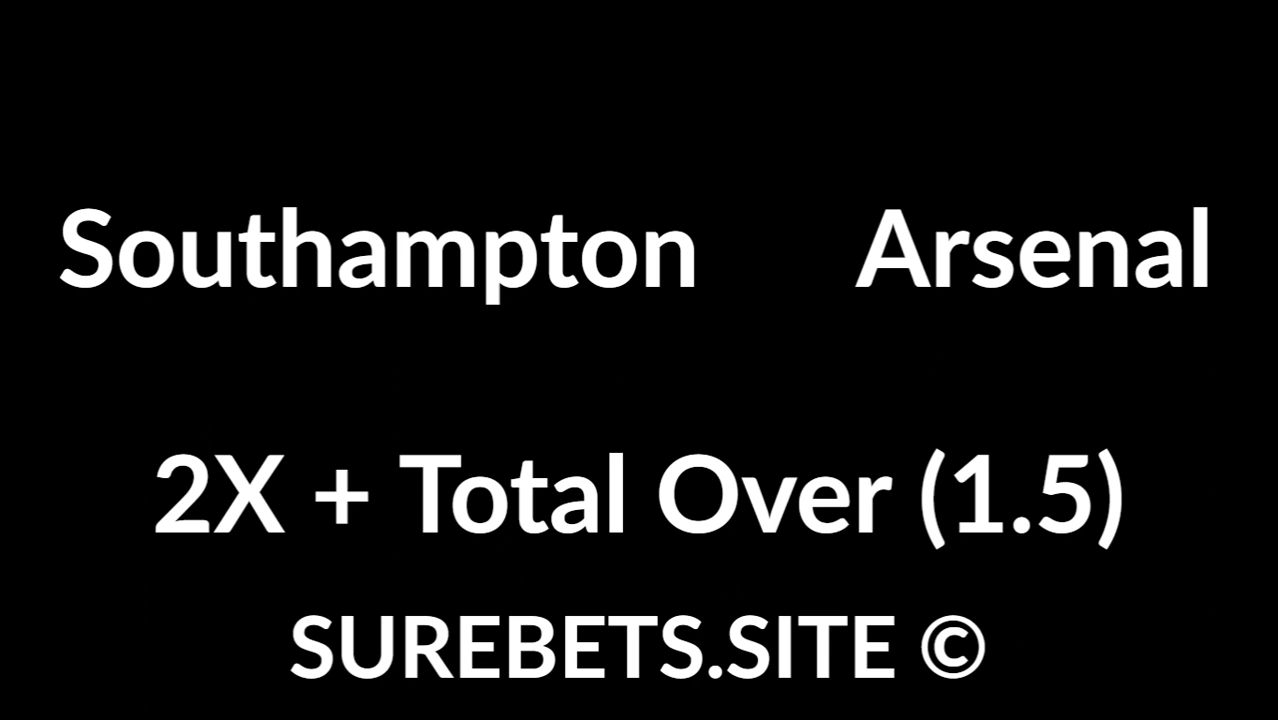 Southampton Arsenal
2X + Total Over (1.5)
SUREBETS.SITE ©